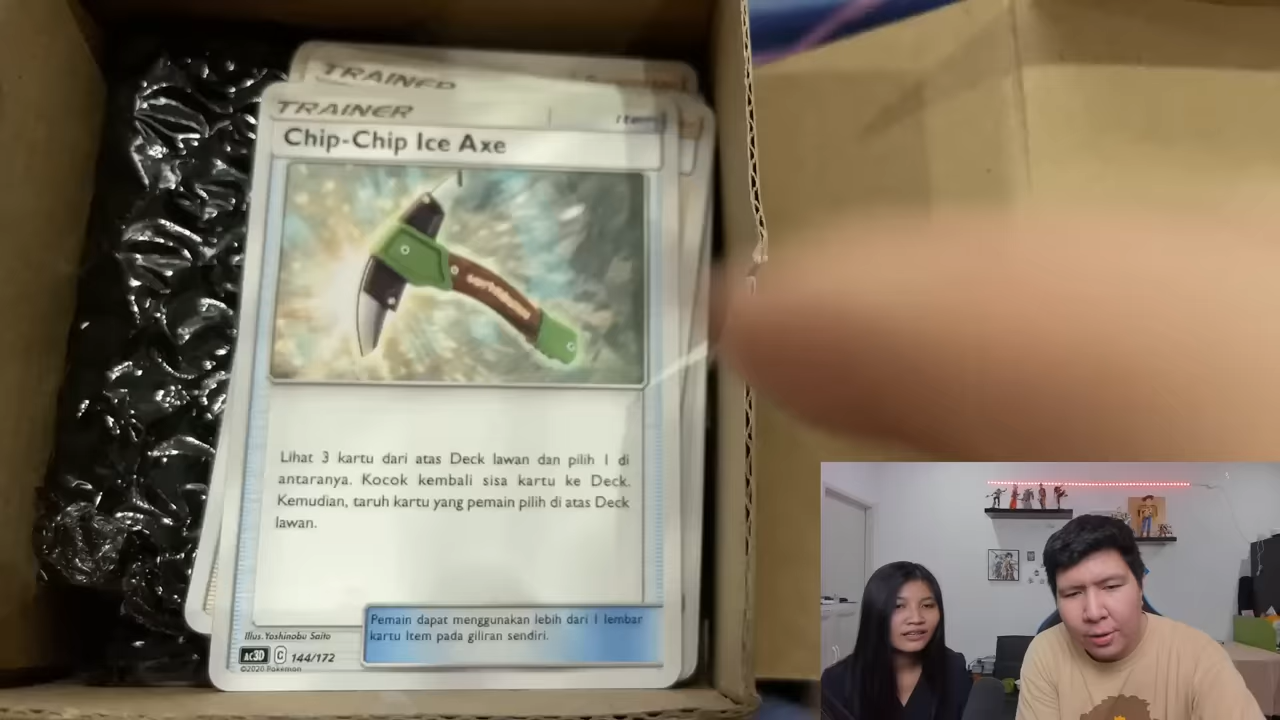 TRAINER
TRAINER
Item
Chip-Chip Ice Axe
Lihat 3 kartu dari atas Deck lawan dan pilih 1 di
antaranya. Kocok kembali sisa kartu ke Deck.
Kemudian, taruh kartu yang pemain pilih di atas Deck
lawan.
Pemain dapat menggunakan lebih dari 1 lembar
kartu Item pada giliran sendiri.
Illus. Yoshinobu Saito
AC3D C 144/172
©2020 Pokémon